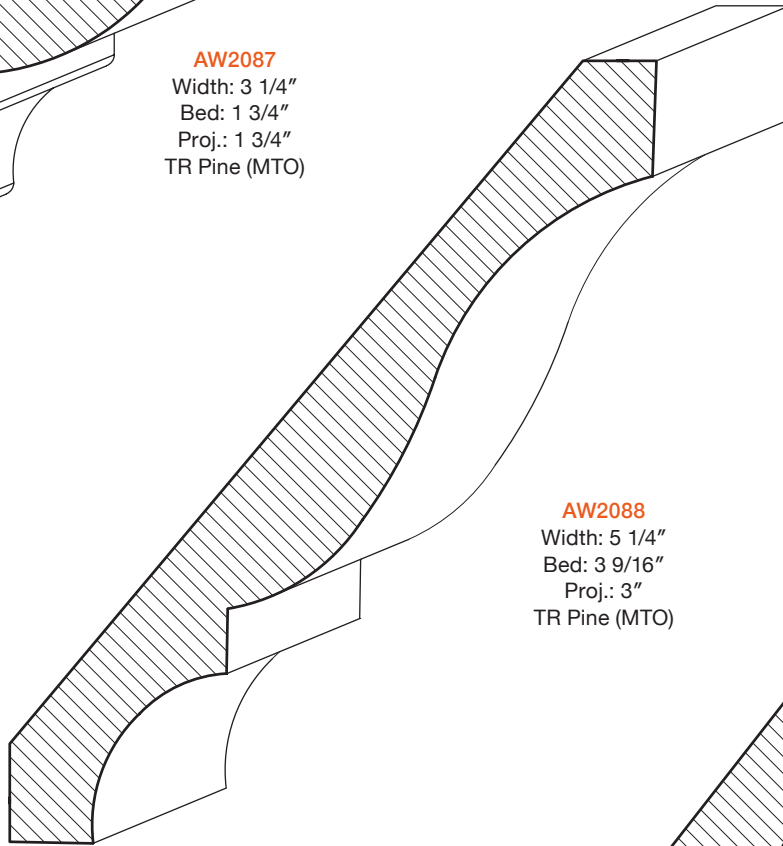 AW2087
Width: 3 1/4″
Bed: 1 3/4″
Proj.: 1 3/4″
TR Pine (MTO)
AW2088
Width: 5 1/4″
Bed: 3 9/16″
Proj.: 3″
TR Pine (MTO)